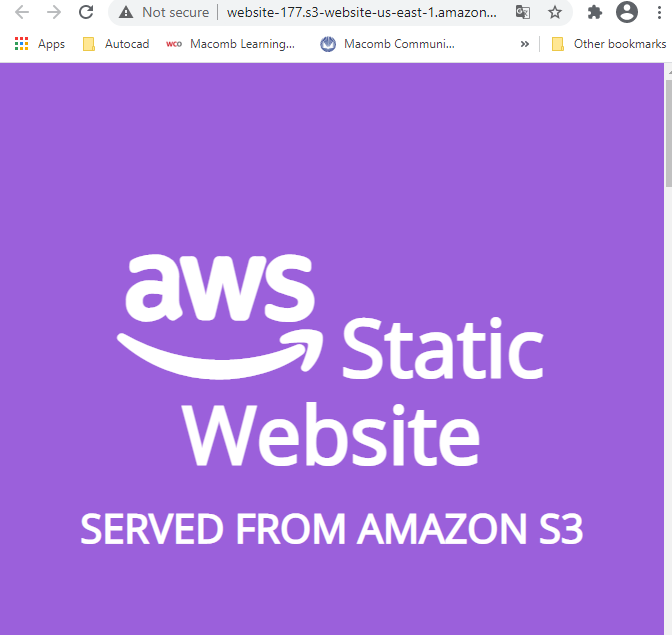 Not secure website-177.s3-website-us-east-1.amazon...
Apps Autocad WCO Macomb Learning... Macomb Communi... » Other bookmarks
aws Static
Website
SERVED FROM AMAZON S3